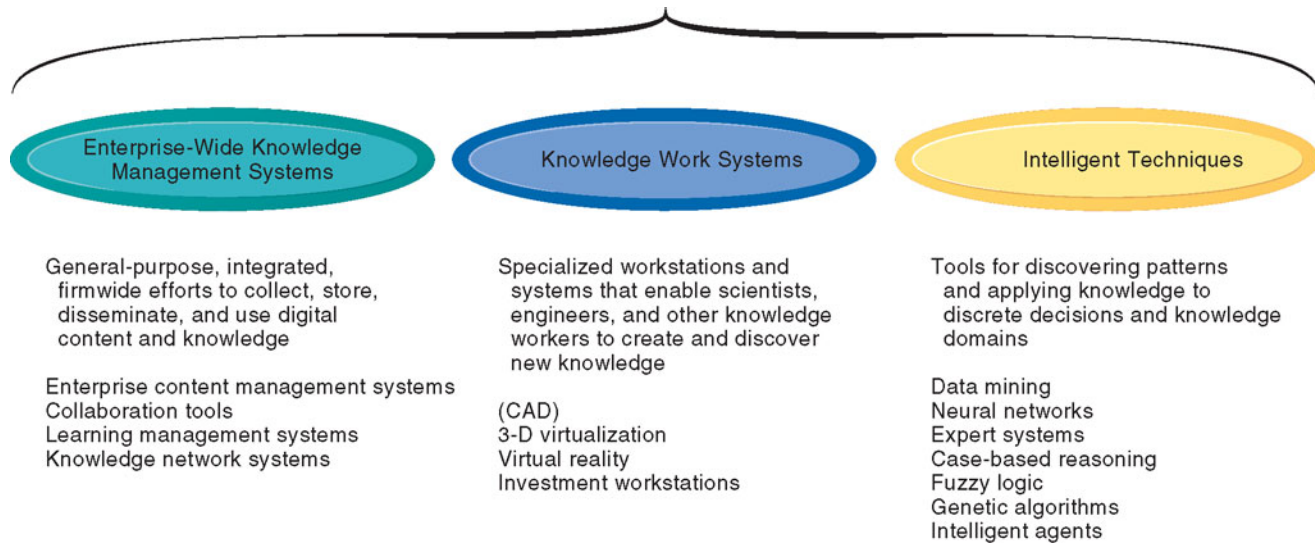 Enterprise-Wide Knowledge
Management Systems
Knowledge Work Systems
Intelligent Techniques
General-purpose, integrated,
firmwide efforts to collect, store,
disseminate, and use digital
content and knowledge
Enterprise content management systems
Collaboration tools
Learning management systems
Knowledge network systems
Specialized workstations and
systems that enable scientists,
engineers, and other knowledge
workers to create and discover
new knowledge
(CAD)
3-D virtualization
Virtual reality
Investment workstations
Tools for discovering patterns
and applying knowledge to
discrete decisions and knowledge
domains
Data mining
Neural networks
Expert systems
Case-based reasoning
Fuzzy logic
Genetic algorithms
Intelligent agents